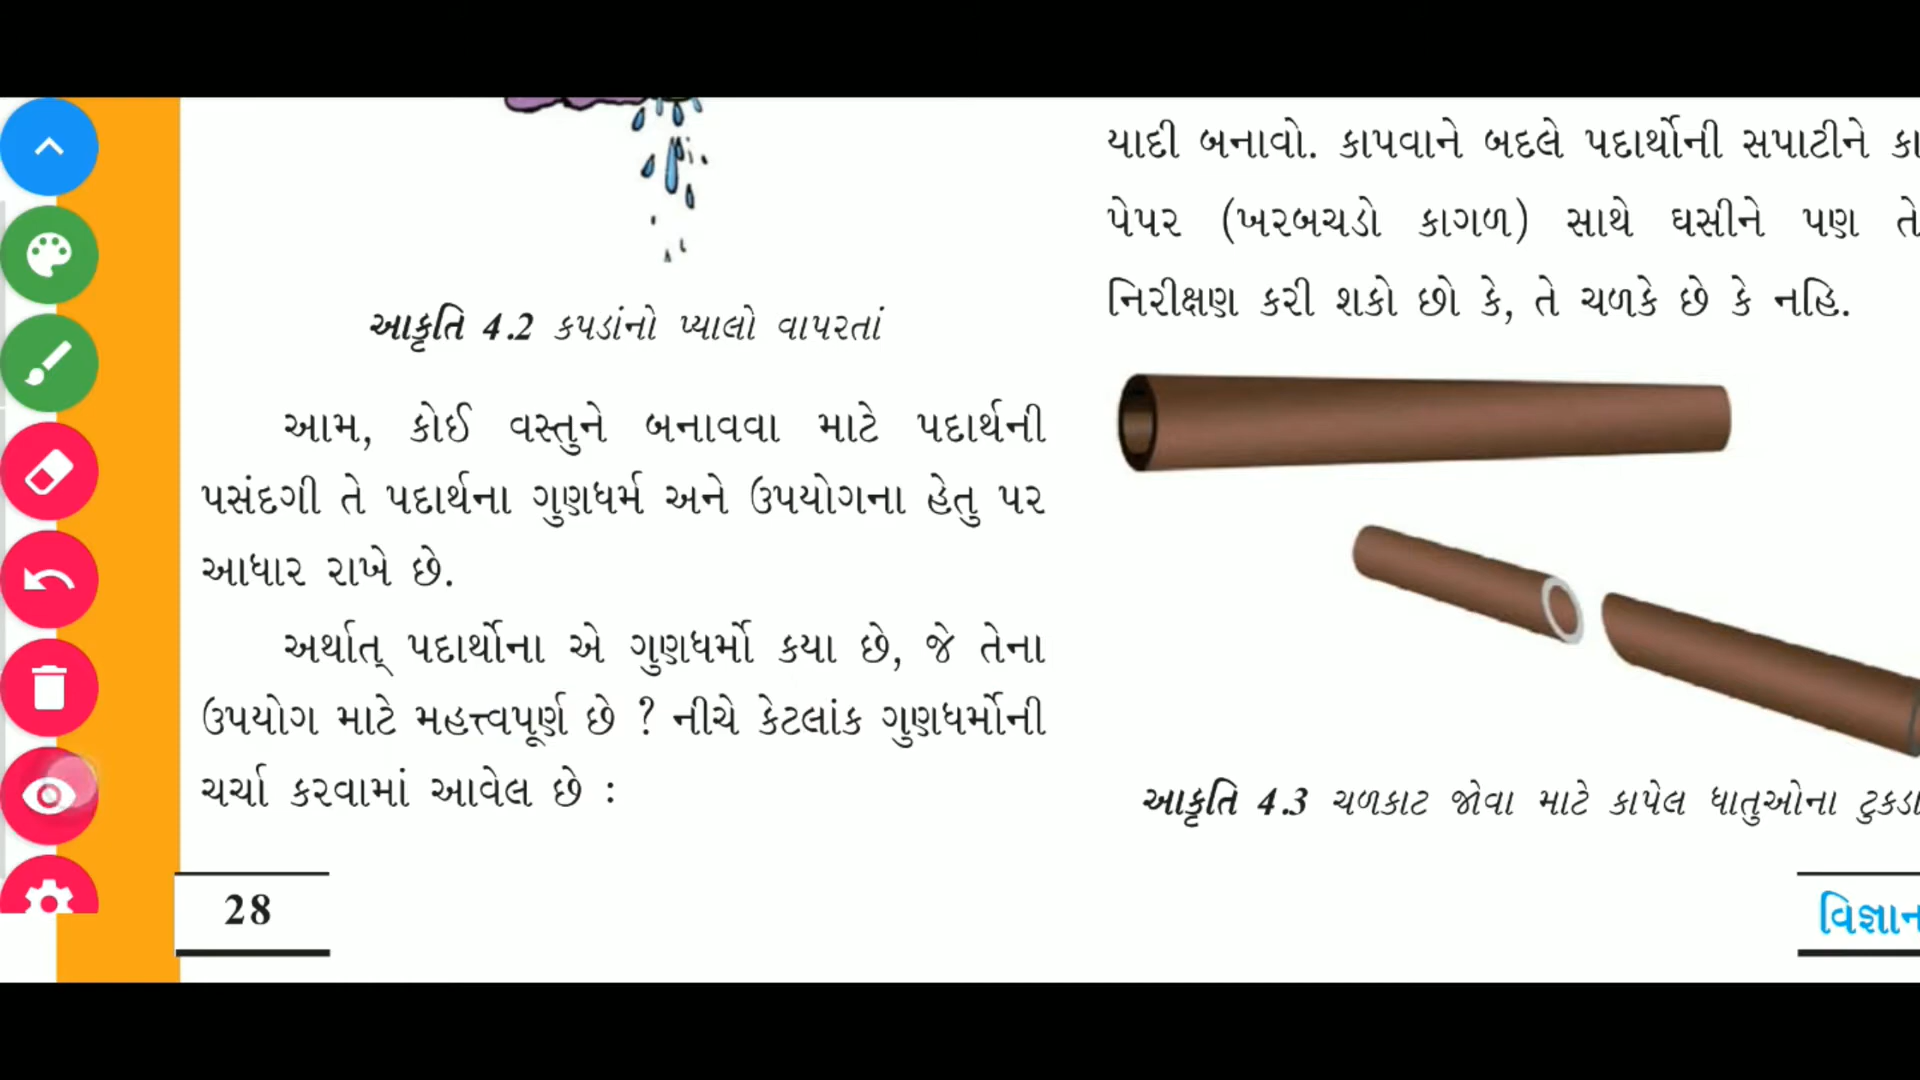 આકૃતિ 4.2 કપડાંનો પ્યાલો વાપરતાં
આમ, કોઈ વસ્તુને બનાવવા માટે પદાર્થની
પસંદગી તે પદાર્થના ગુણધર્મ અને ઉપયોગના હેતુ પર
આધાર રાખે છે.
અર્થાત્ પદાર્થોના એ ગુણધર્મો કયા છે, જે તેના
ઉપયોગ માટે મહત્ત્વપૂર્ણ છે ? નીચે કેટલાંક ગુણધર્મોની
ચર્ચા કરવામાં આવેલ છે :
28
યાદી બનાવો. કાપવાને બદલે પદાર્થોની સપાટીને
પેપર (ખરબચડો કાગળ) સાથે ઘસીને પણ તે
નિરીક્ષણ કરી શકો છો કે, તે ચળકે છે કે નહિ.
આકૃતિ 4.3 ચળકાટ જોવા માટે કાપેલ ધાતુઓના ટુકડા
વિજ્ઞાન